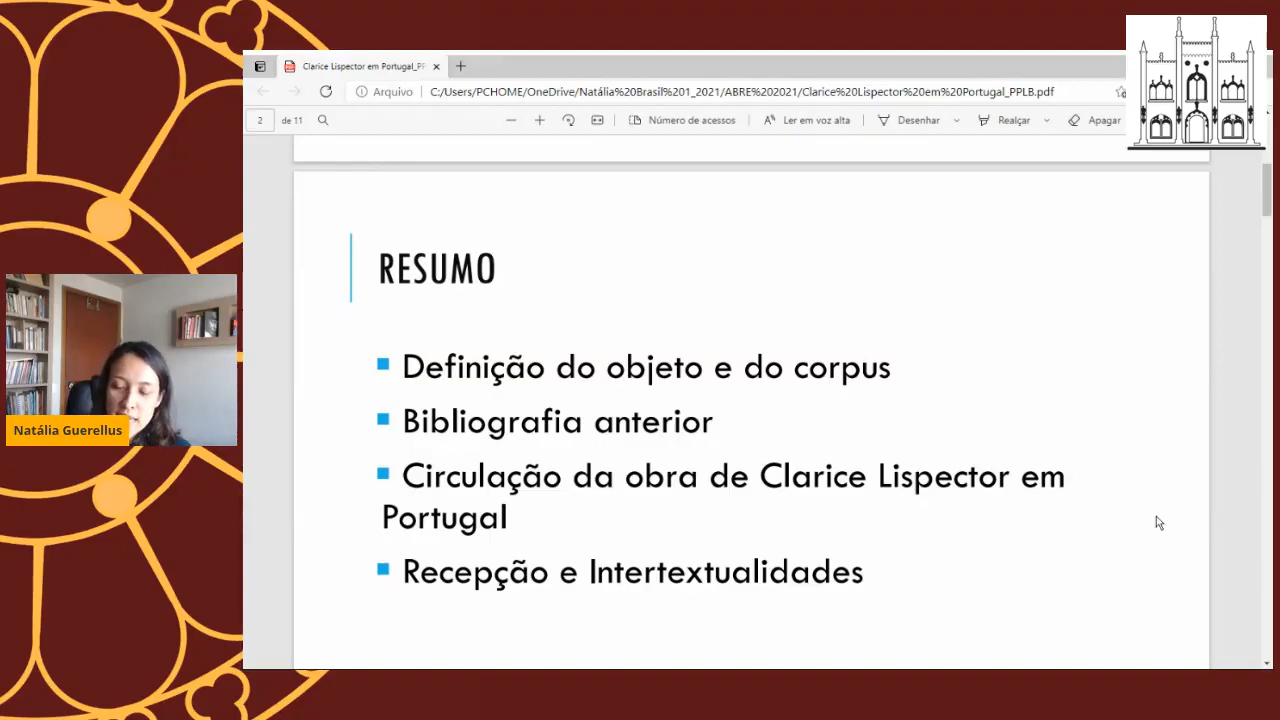 Clarice Lispector em Portugal_PP
Arquivo
C:/Users/PCHOME/OneDrive/Natália%20Brasil%201_2021/ABRE%202021/Clarice%20Lispector%20em%20Portugal_PPLB.pdf
2 de 11
Número de acessos
Ler em voz alta
Desenhar
Realçar
Apagar
RESUMO
Definição do objeto e do corpus
Bibliografia anterior
Circulação da obra de Clarice Lispector em
Portugal
Recepção e Intertextualidades
Natália Guerellus